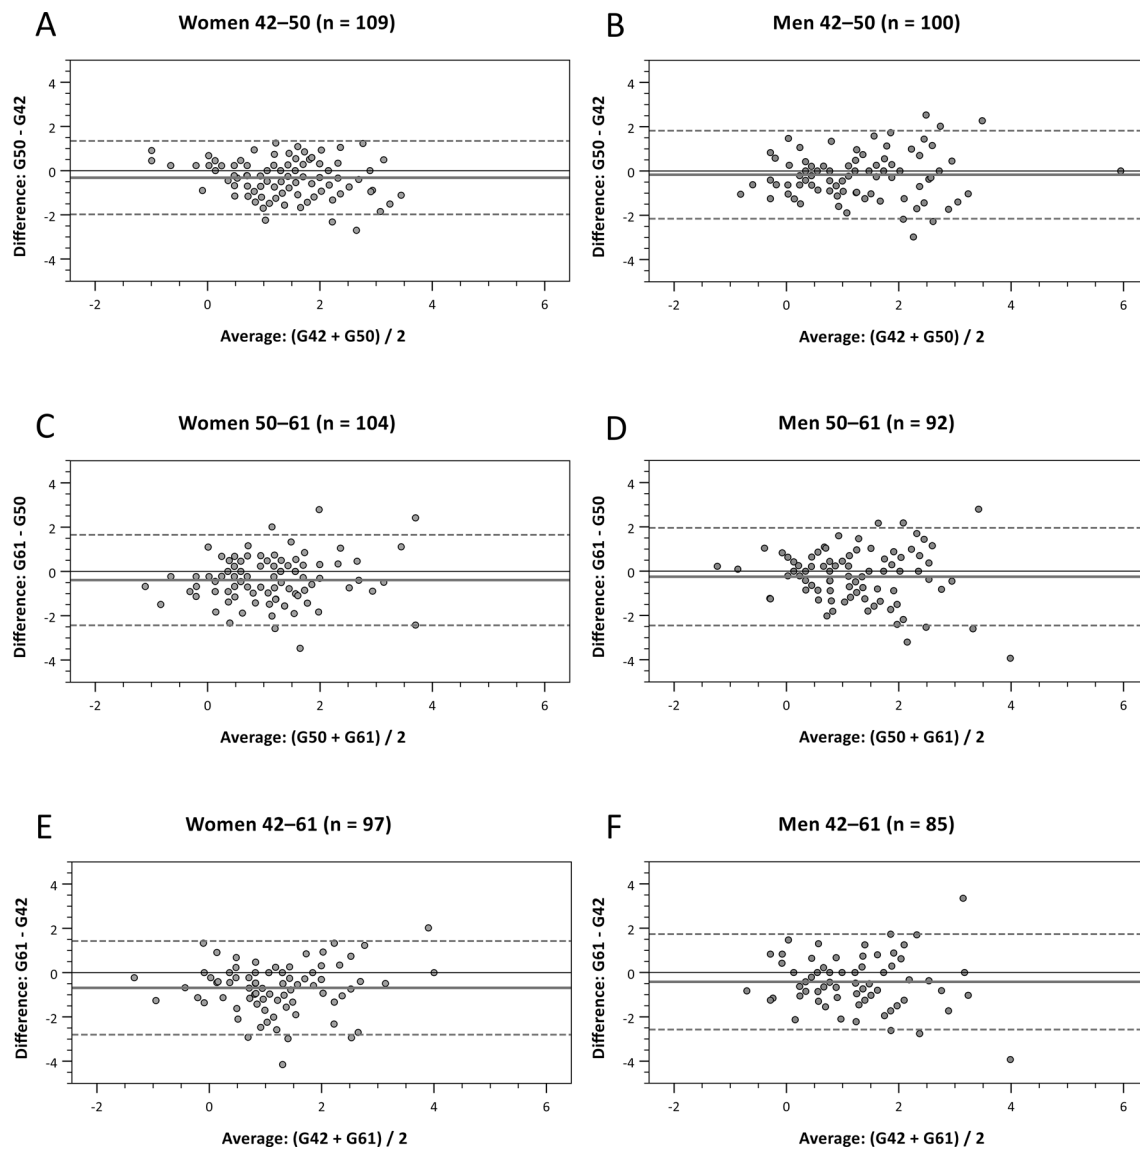 A
Women 42–50 (n = 109)
Difference: G50 - G42
4
2
0
-2
-4
-2
0
2
4
6
Average: (G42 + G50) / 2
B
Men 42–50 (n = 100)
Difference: G50 - G42
4
2
0
-2
-4
-2
0
2
4
6
Average: (G42 + G50) / 2
C
Women 50–61 (n = 104)
Difference: G61 - G50
4
2
0
-2
-4
-2
0
2
4
6
Average: (G50 + G61) / 2
D
Men 50–61 (n = 92)
Difference: G61 - G50
4
2
0
-2
-4
-2
0
2
4
6
Average: (G50 + G61) / 2
E
Women 42–61 (n = 97)
Difference: G61 - G42
4
2
0
-2
-4
-2
0
2
4
6
Average: (G42 + G61) / 2
F
Men 42–61 (n = 85)
Difference: G61 - G42
4
2
0
-2
-4
-2
0
2
4
6
Average: (G42 + G61) / 2